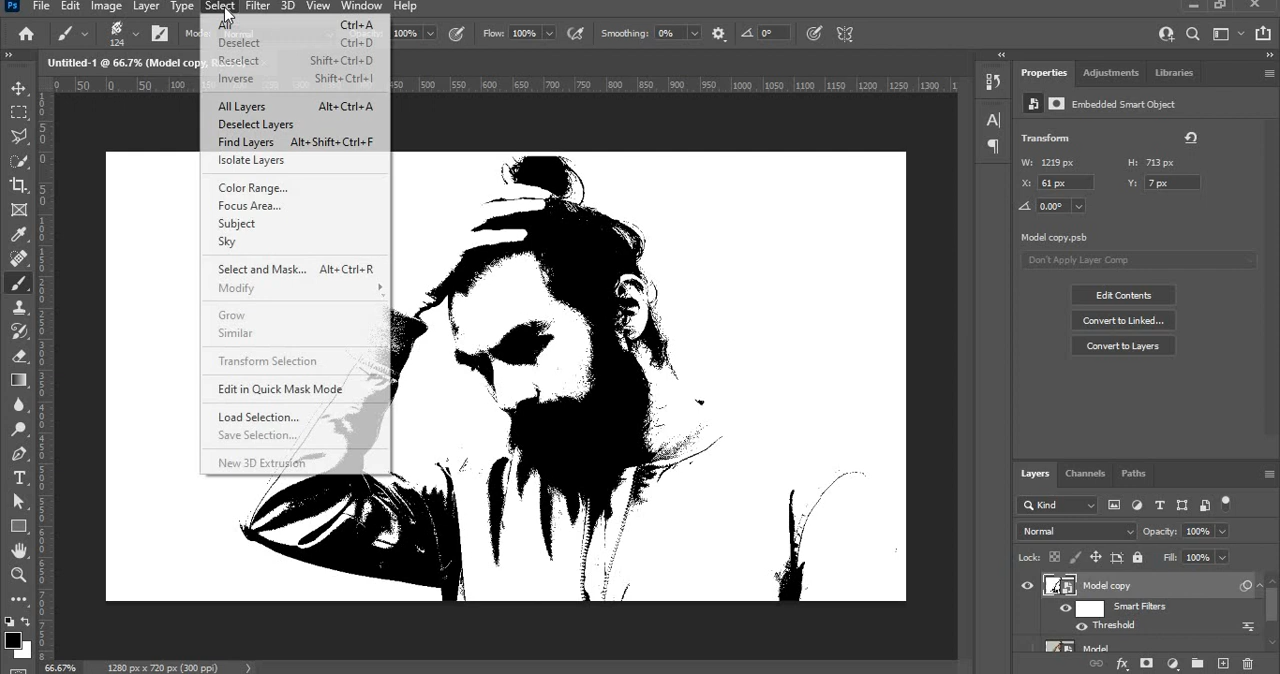 Ps File Edit Image Layer Type Select Filter 3D View Window Help
124 Mode: Normal 100% Flow: 100% Smoothing: 0% 0°
Untitled-1 @ 66.7% (Model copy,
All Ctrl+A
Deselect Ctrl+D
Reselect Shift+Ctrl+D
Inverse Shift+Ctrl+I
All Layers Alt+Ctrl+A
Deselect Layers
Find Layers Alt+Shift+Ctrl+F
Isolate Layers
Color Range...
Focus Area...
Subject
Sky
Select and Mask... Alt+Ctrl+R
Modify
Grow
Similar
Transform Selection
Edit in Quick Mask Mode
Load Selection...
Save Selection...
New 3D Extrusion
100 50 0 50 100 150 400 450 500 550 600 650 700 750 800 850 900 950 1000 1050 1100 1150 1200 1250 1300
Properties Adjustments Libraries
Embedded Smart Object
Transform
W: 1219 px H: 713 px
X: 61 px Y: 7 px
0.00°
Model copy.psb
Don't Apply Layer Comp
Edit Contents
Convert to Linked...
Convert to Layers
Layers Channels Paths
Kind
Normal Opacity: 100%
Lock: Fill: 100%
Model copy
Smart Filters
Threshold
Model
66.67% 1280 px x 720 px (300 ppi)